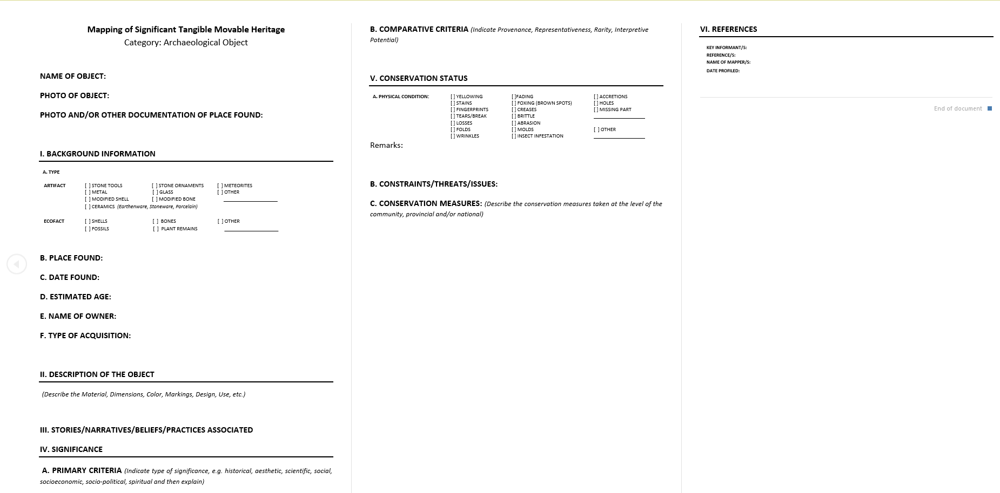 Mapping of Significant Tangible Movable Heritage
Category: Archaeological Object
NAME OF OBJECT:
PHOTO OF OBJECT:
PHOTO AND/OR OTHER DOCUMENTATION OF PLACE FOUND:
I. BACKGROUND INFORMATION
A. TYPE
ARTIFACT [ ] STONE TOOLS [ ] STONE ORNAMENTS [ ] METEORITES
[ ] METAL [ ] GLASS [ ] OTHER
[ ] MODIFIED SHELL [ ] MODIFIED BONE ____________________
[ ] CERAMICS (Earthenware, Stoneware, Porcelain)
ECOFACT [ ] SHELLS [ ] BONES [ ] OTHER
[ ] FOSSILS [ ] PLANT REMAINS ____________________
B. PLACE FOUND:
C. DATE FOUND:
D. ESTIMATED AGE:
E. NAME OF OWNER:
F. TYPE OF ACQUISITION:
II. DESCRIPTION OF THE OBJECT
(Describe the Material, Dimensions, Color, Markings, Design, Use, etc.)
III. STORIES/NARRATIVES/BELIEFS/PRACTICES ASSOCIATED
IV. SIGNIFICANCE
A. PRIMARY CRITERIA (Indicate type of significance, e.g. historical, aesthetic, scientific, social,
socioeconomic, socio-political, spiritual and then explain)
B. COMPARATIVE CRITERIA (Indicate Provenance, Representativeness, Rarity, Interpretive
Potential)
V. CONSERVATION STATUS
A. PHYSICAL CONDITION: [ ] YELLOWING [ ]FADING [ ] ACCRETIONS
[ ] STAINS [ ] FOXING (BROWN SPOTS) [ ] HOLES
[ ] FINGERPRINTS [ ] CREASES [ ] MISSING PART
[ ] TEARS/BREAK [ ] BRITTLE ___________________
[ ] LOSSES [ ] ABRASION
[ ] FOLDS [ ] MOLDS [ ] OTHER
[ ] WRINKLES [ ] INSECT INFESTATION ___________________
Remarks:
B. CONSTRAINTS/THREATS/ISSUES:
C. CONSERVATION MEASURES: (Describe the conservation measures taken at the level of the
community, provincial and/or national)
VI. REFERENCES
KEY INFORMANT/S:
REFERENCE/S:
NAME OF MAPPER/S:
DATE PROFILED:
End of document